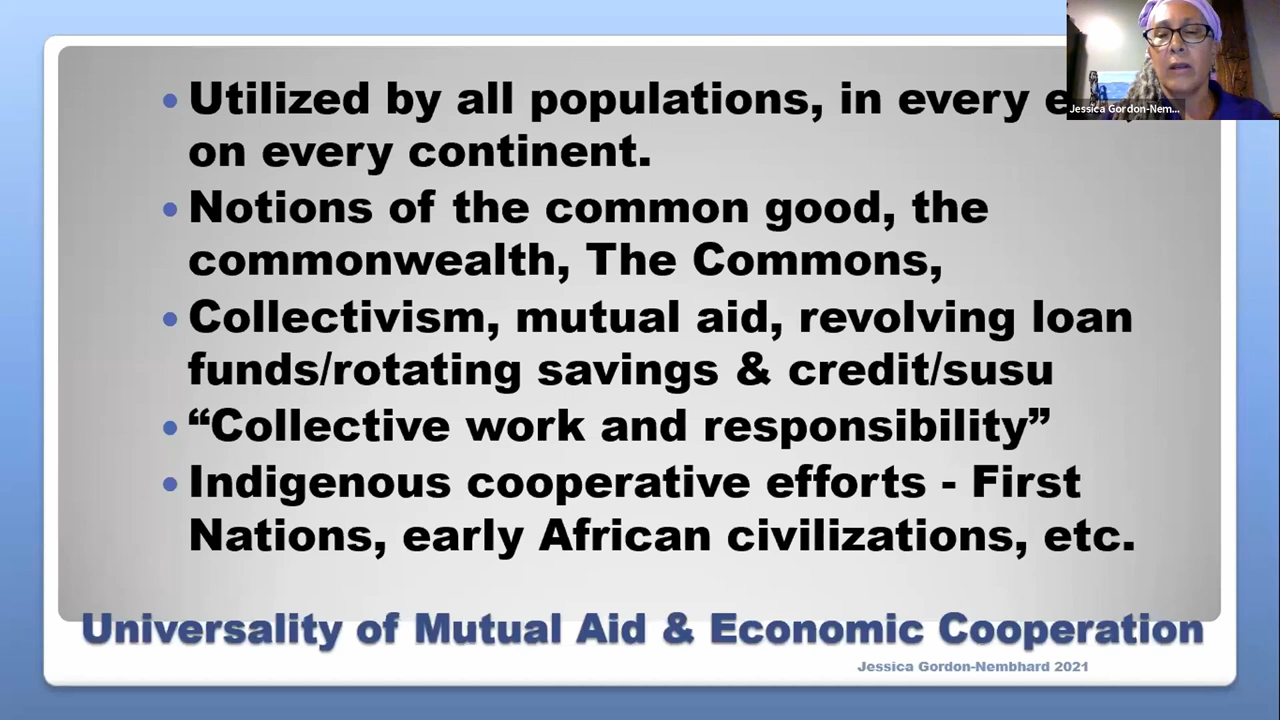 Utilized by all populations, in every
on every continent.
Notions of the common good, the
commonwealth, The Commons,
Collectivism, mutual aid, revolving loan
funds/rotating savings & credit/susu
“Collective work and responsibility”
Indigenous cooperative efforts - First
Nations, early African civilizations, etc.
Universality of Mutual Aid & Economic Cooperation
Jessica Gordon-Nembhard 2021
Jessica Gordon-Nem...